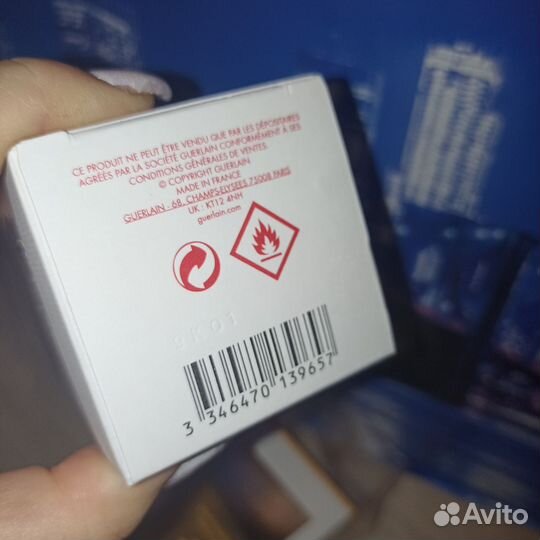 CE PRODUIT NE PEUT ÊTRE VENDU QUE PAR LES DÉPOSITAIRES
AGRÉÉS PAR LA SOCIÉTÉ GUERLAIN CONFORMÉMENT À SES
CONDITIONS GÉNÉRALES DE VENTES.
© COPYRIGHT GUERLAIN
MADE IN FRANCE
GUERLAIN - 68, CHAMPS-ELYSEES 75008 PARIS
UK : KT12 4NH
guerlain.com
9K01
3 346470 139657
Avito